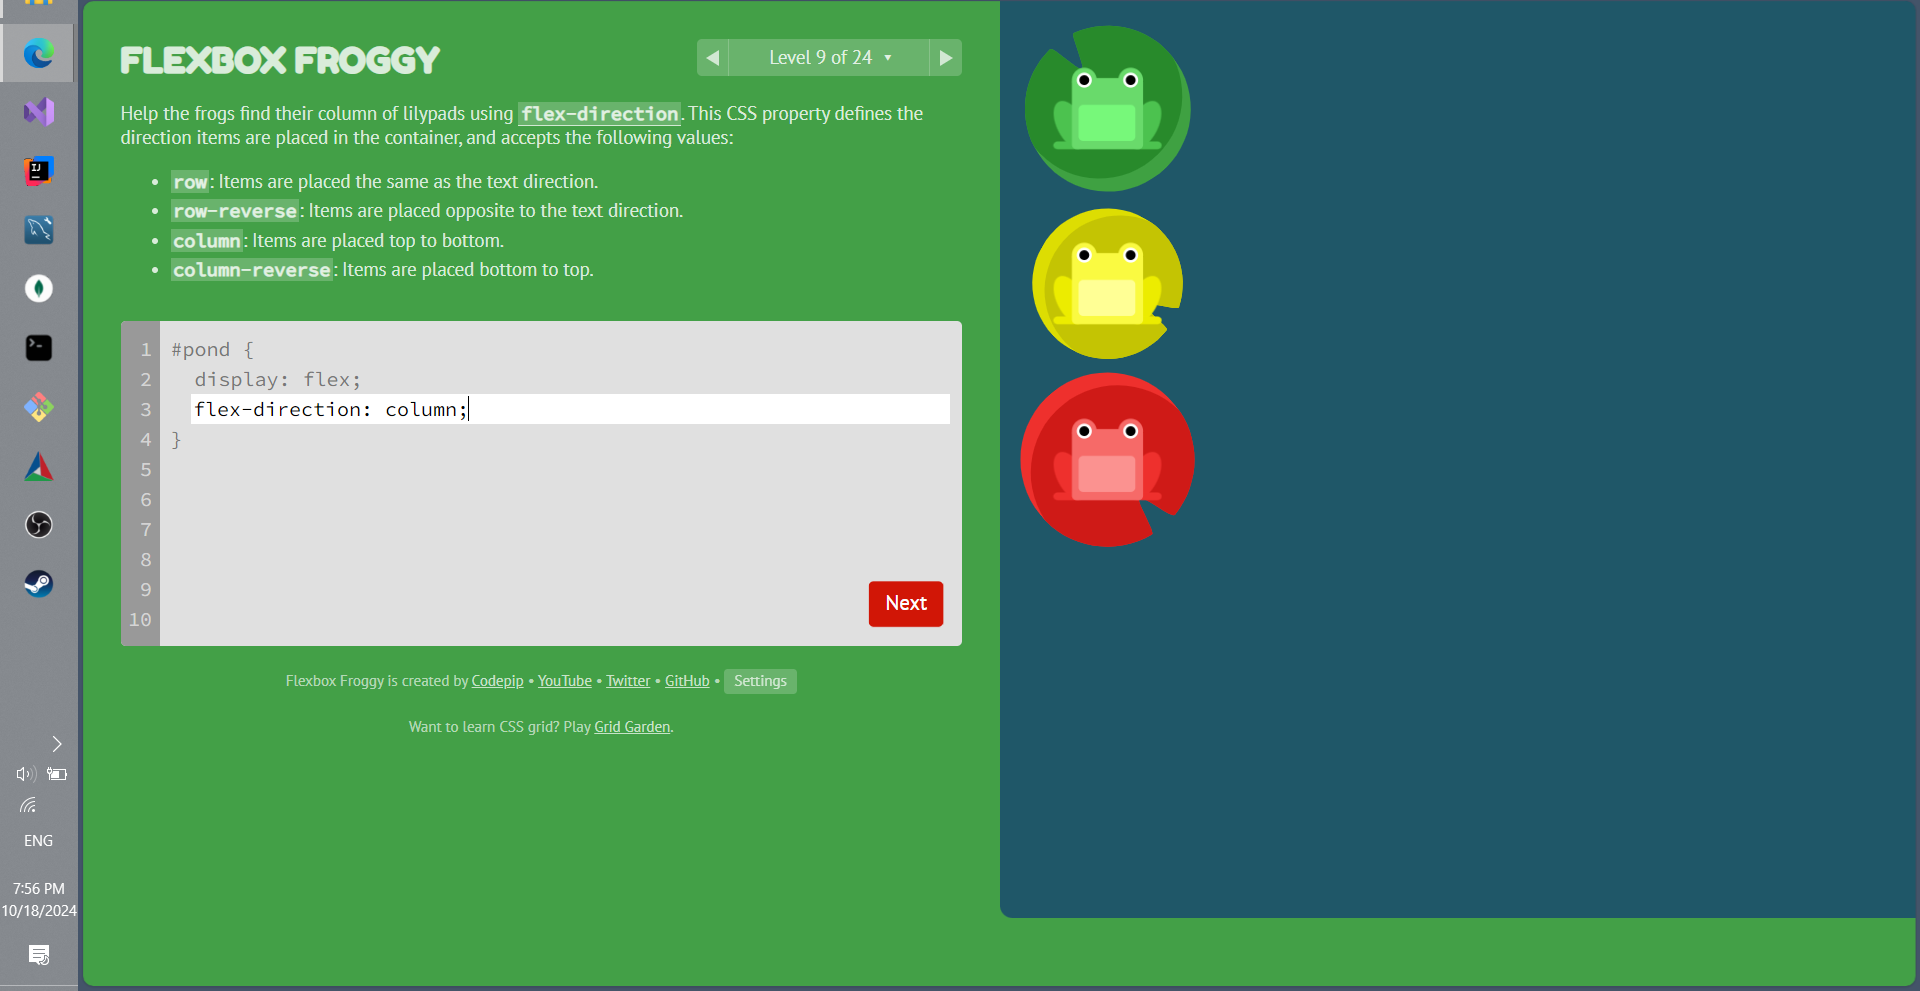 FLEXBOX FROGGY
Level 9 of 24
Help the frogs find their column of lilypads using flex-direction. This CSS property defines the
direction items are placed in the container, and accepts the following values:
• row: Items are placed the same as the text direction.
• row-reverse: Items are placed opposite to the text direction.
• column: Items are placed top to bottom.
• column-reverse: Items are placed bottom to top.
1 #pond {
2 display: flex;
3 flex-direction: column;
4 }
5
6
7
8
9
10
Next
Flexbox Froggy is created by Codepip • YouTube • Twitter • GitHub • Settings
Want to learn CSS grid? Play Grid Garden.
IJ
ENG
7:56 PM
10/18/2024